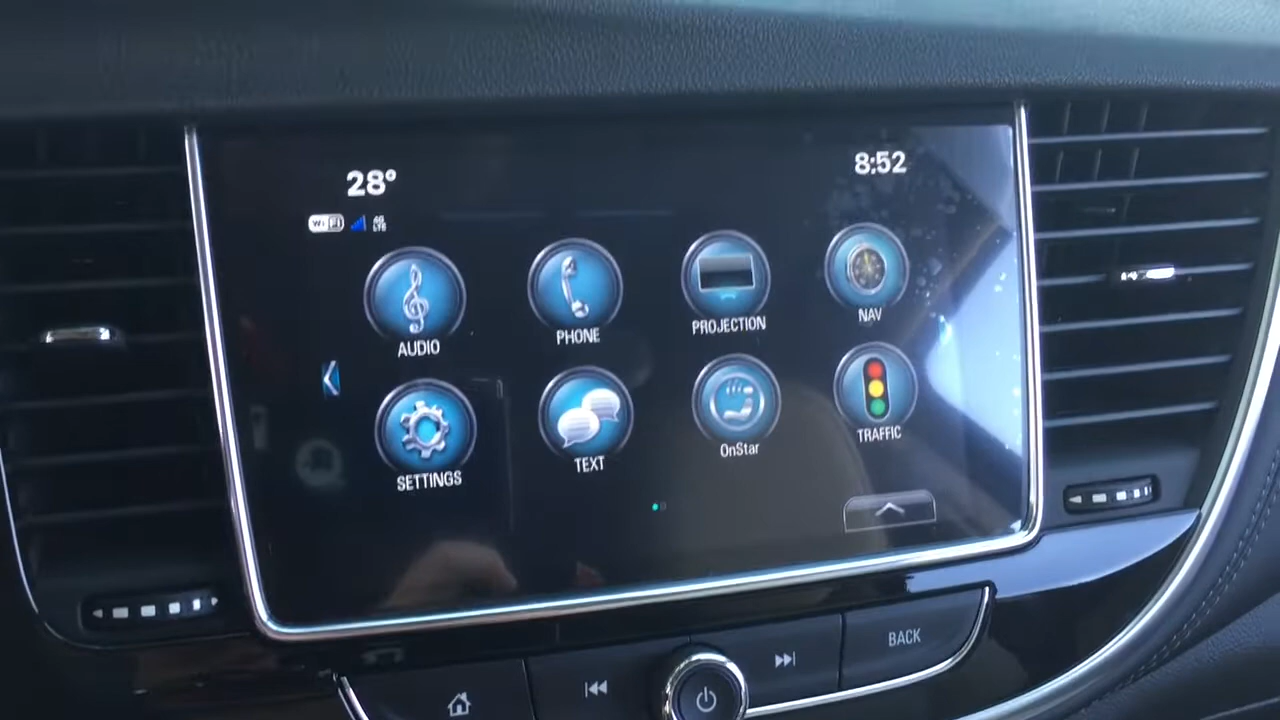 28°
8:52
Wi Fi
4G
LTE
AUDIO
PHONE
PROJECTION
NAV
SETTINGS
TEXT
OnStar
TRAFFIC
BACK